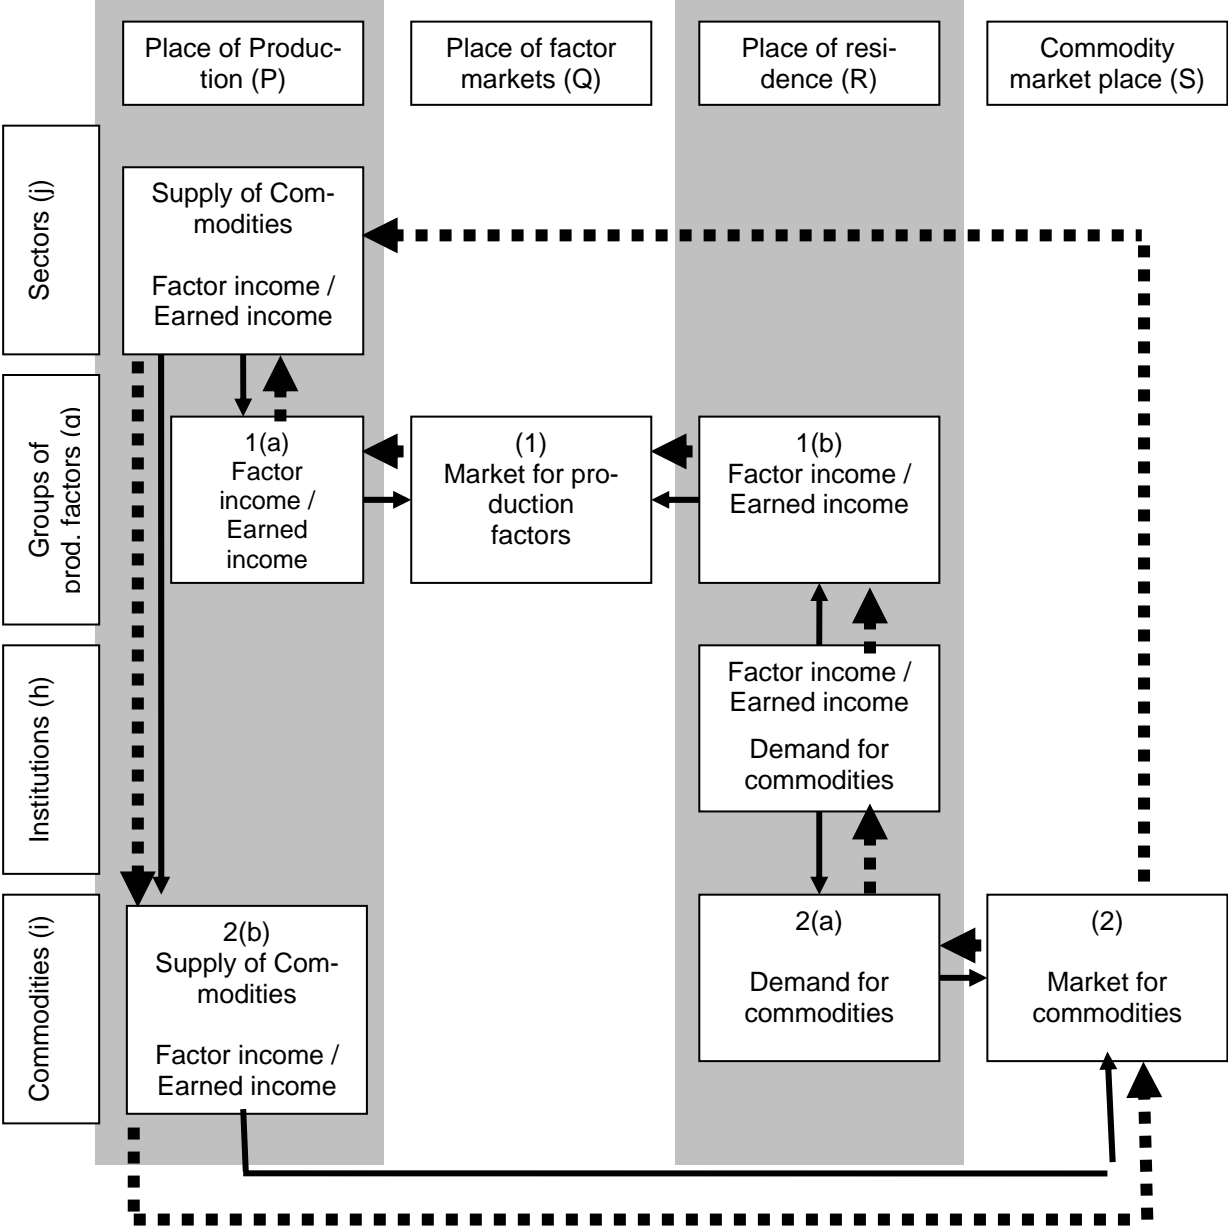 Place of Produc-
tion (P)
Place of factor
markets (Q)
Place of resi-
dence (R)
Commodity
market place (S)
Sectors (j)
Supply of Com-
modities
Factor income /
Earned income
Groups of
prod. factors (g)
1(a)
Factor
income /
Earned
income
(1)
Market for pro-
duction
factors
1(b)
Factor income /
Earned income
Institutions (h)
Factor income /
Earned income
Demand for
commodities
Commodities (i)
2(b)
Supply of Com-
modities
Factor income /
Earned income
2(a)
Demand for
commodities
(2)
Market for
commodities